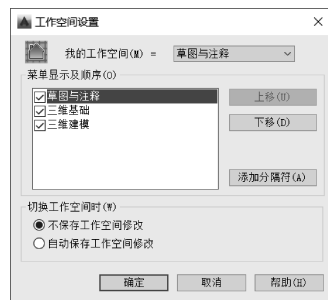 工作空间设置
我的工作空间(M) = 草图与注释
菜单显示及顺序(O)
草图与注释
三维基础
三维建模
上移(U)
下移(D)
添加分隔符(A)
切换工作空间时(W)
不保存工作空间修改
自动保存工作空间修改
确定 取消 帮助(H)